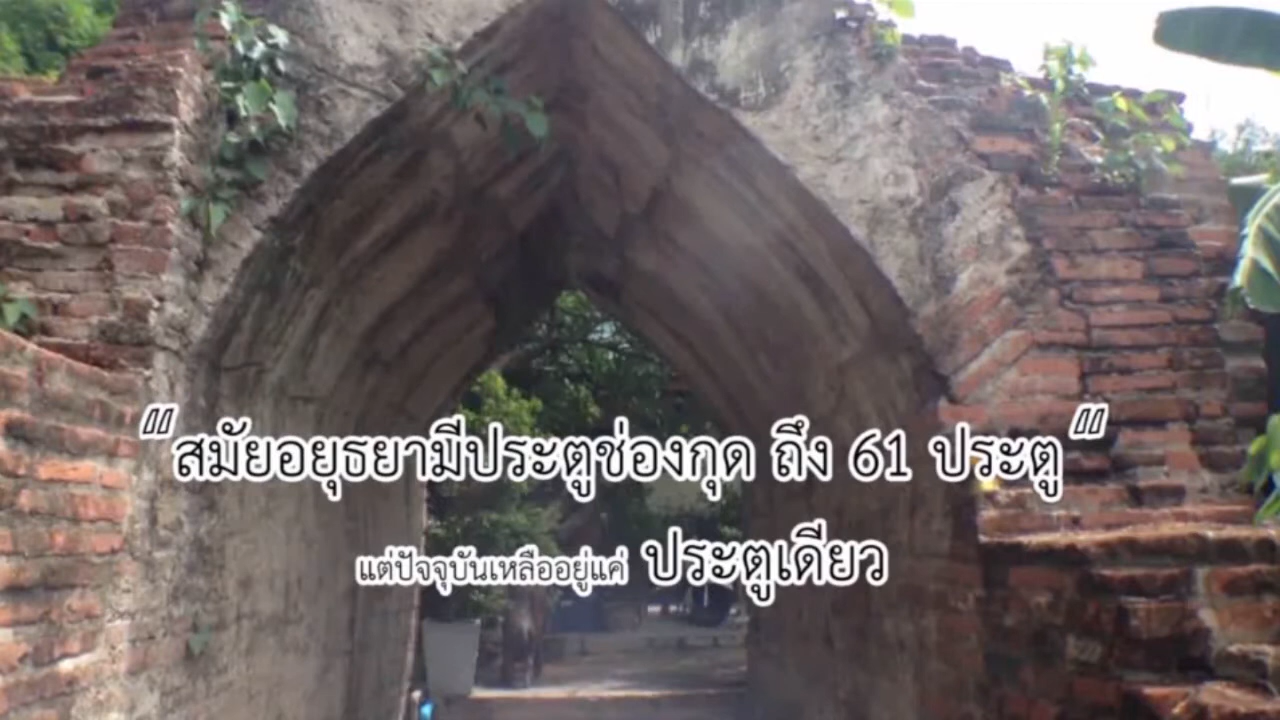 "สมัยอยุธยามีประตูช่องกุด ถึง 61 ประตู"
แต่ปัจจุบันเหลืออยู่แค่ ประตูเดียว